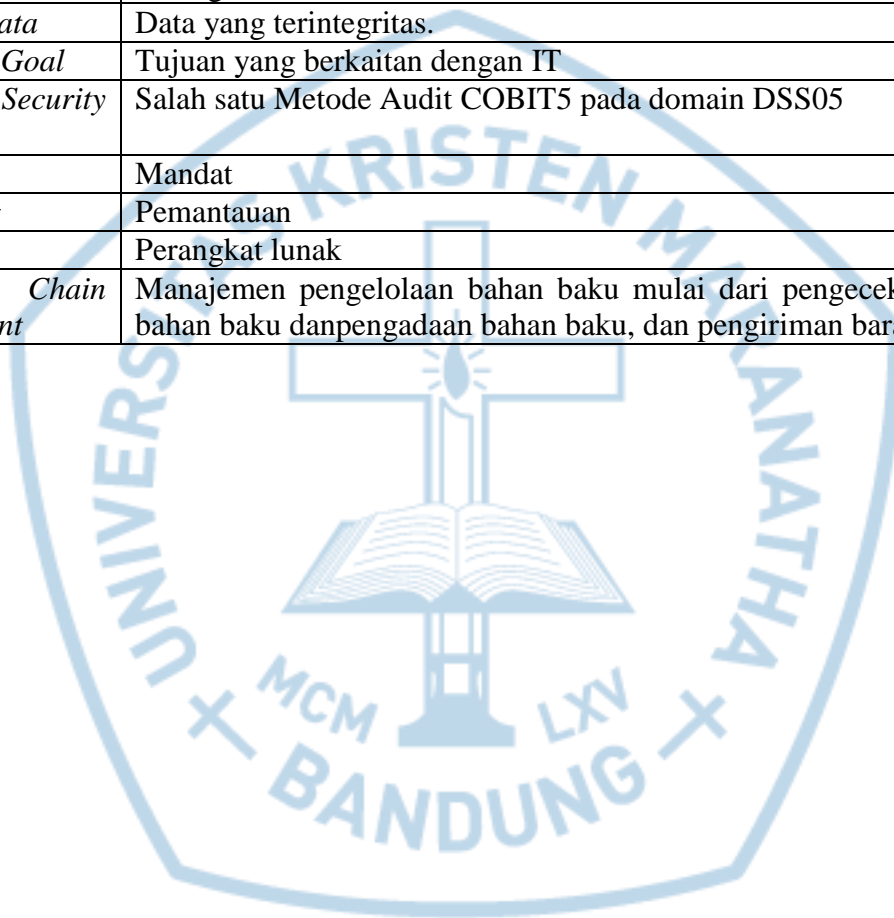 ata Data yang terintegritas.
Goal Tujuan yang berkaitan dengan IT
Security Salah satu Metode Audit COBIT5 pada domain DSS05
Mandat
Pemantauan
Perangkat lunak
Chain Manajemen pengelolaan bahan baku mulai dari pengecek
nt bahan baku danpengadaan bahan baku, dan pengiriman bar
UNIVERSITAS KRISTEN MARANATHA
MCM LXV
BANDUNG